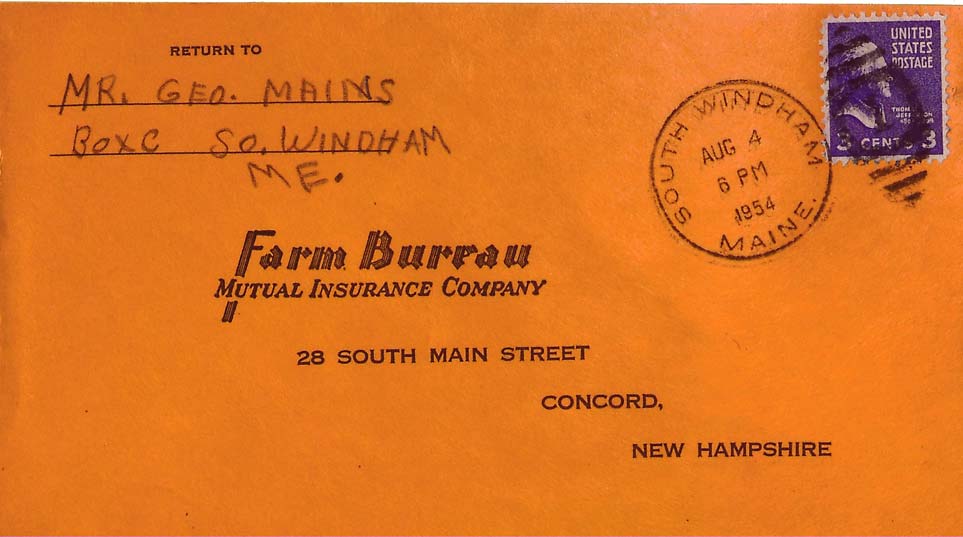 RETURN TO
MR. GEO. MAINS
BOX C SO. WINDHAM
ME.
SOUTH WINDHAM
AUG 4
6 PM
1954
MAINE.
UNITED
STATES
POSTAGE
3 CENTS 3
Farm Bureau
MUTUAL INSURANCE COMPANY
28 SOUTH MAIN STREET
CONCORD,
NEW HAMPSHIRE